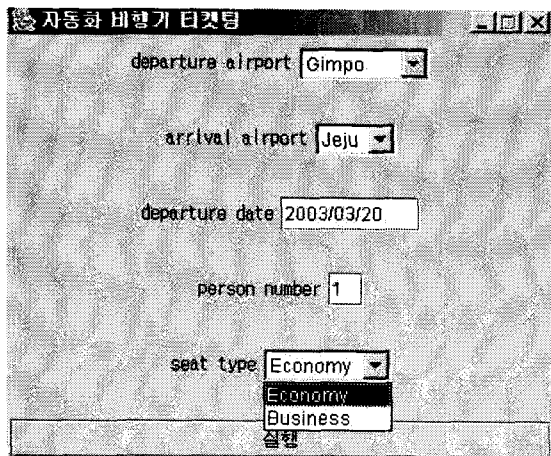 자동화 비행기 티켓팅
departure airport Gimpo
arrival airport Jeju
departure date 2003/03/20
person number 1
seat type Economy
Economy
Business
실행